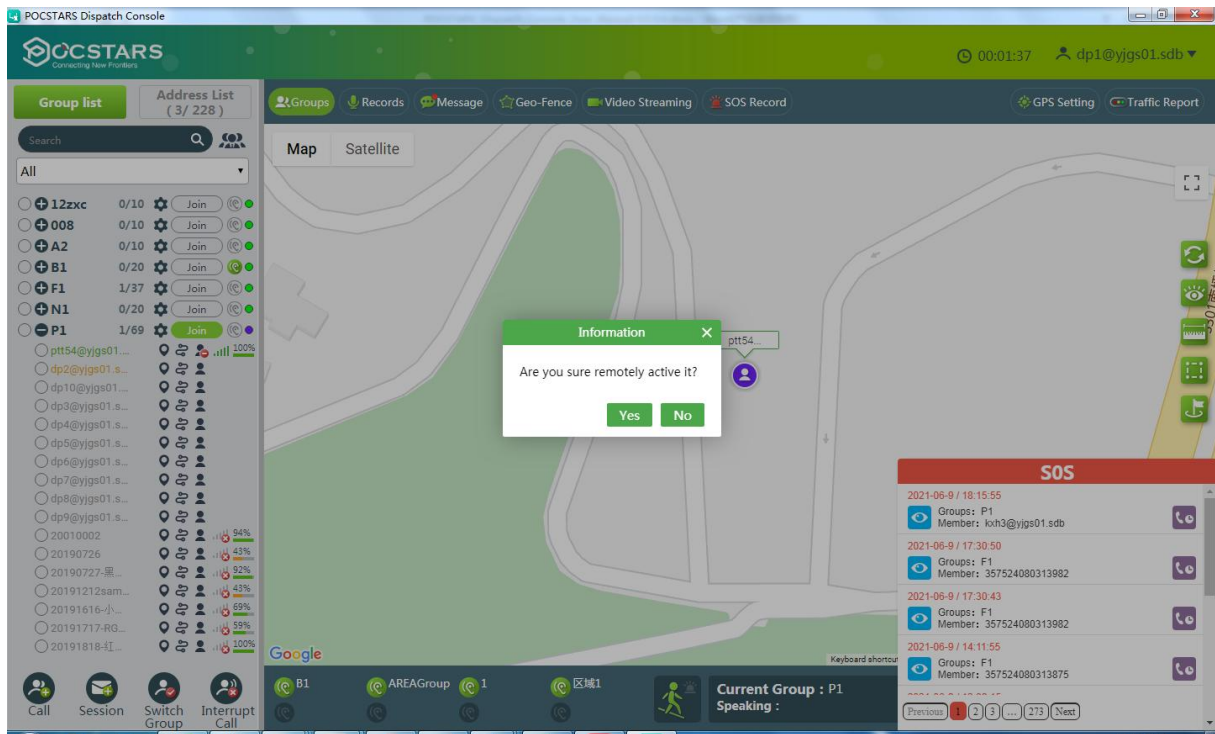 POCSTARS Dispatch Console
POCSTARS
Connecting New Frontiers
00:01:37
dp1@yjgs01.sdb
Group list
Address List
( 3/ 228 )
Groups
Records
Message
Geo-Fence
Video Streaming
SOS Record
GPS Setting
Traffic Report
Search
All
Map
Satellite
12zxc 0/10 Join
008 0/10 Join
A2 0/10 Join
B1 0/20 Join
F1 1/37 Join
N1 0/20 Join
P1 1/69 Join
ptt54@yjgs01.... 100%
dp2@yjgs01.s...
dp10@yjgs01....
dp3@yjgs01.s...
dp4@yjgs01.s...
dp5@yjgs01.s...
dp6@yjgs01.s...
dp7@yjgs01.s...
dp8@yjgs01.s...
dp9@yjgs01.s...
20010002 94%
20190726 43%
20190727-黑... 92%
20191212sam... 43%
20191616-小... 69%
20191717-RG... 59%
20191818-红... 100%
Information
Are you sure remotely active it?
Yes
No
ptt54...
SOS
2021-06-9 / 18:15:55
Groups: P1
Member: kxh3@yjgs01.sdb
2021-06-9 / 17:30:50
Groups: F1
Member: 357524080313982
2021-06-9 / 17:30:43
Groups: F1
Member: 357524080313982
2021-06-9 / 14:11:55
Groups: F1
Member: 357524080313875
Previous 1 2 3 ... 273 Next
Google
Keyboard shortcu
Call
Session
Switch Group
Interrupt Call
B1
AREAGroup
1
区域1
Current Group : P1
Speaking :